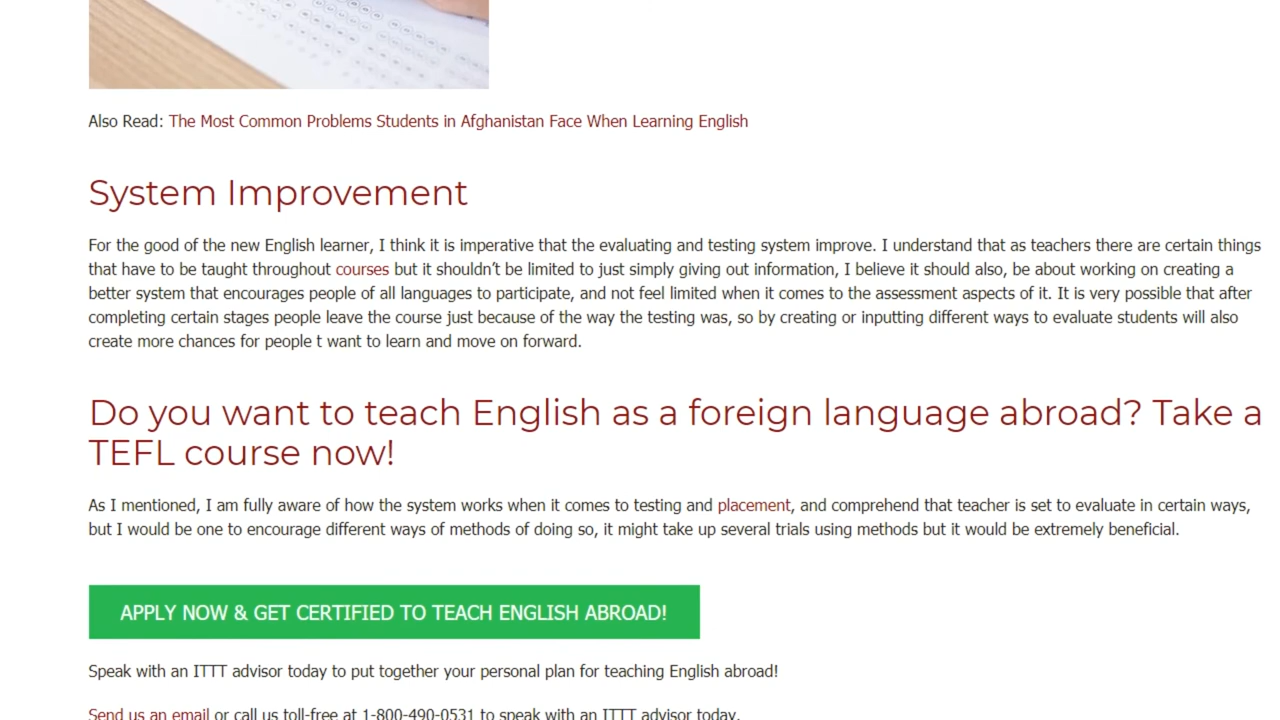 Also Read: The Most Common Problems Students in Afghanistan Face When Learning English
System Improvement
For the good of the new English learner, I think it is imperative that the evaluating and testing system improve. I understand that as teachers there are certain things
that have to be taught throughout courses but it shouldn’t be limited to just simply giving out information, I believe it should also, be about working on creating a
better system that encourages people of all languages to participate, and not feel limited when it comes to the assessment aspects of it. It is very possible that after
completing certain stages people leave the course just because of the way the testing was, so by creating or inputting different ways to evaluate students will also
create more chances for people t want to learn and move on forward.
Do you want to teach English as a foreign language abroad? Take a
TEFL course now!
As I mentioned, I am fully aware of how the system works when it comes to testing and placement, and comprehend that teacher is set to evaluate in certain ways,
but I would be one to encourage different ways of methods of doing so, it might take up several trials using methods but it would be extremely beneficial.
APPLY NOW & GET CERTIFIED TO TEACH ENGLISH ABROAD!
Speak with an ITTT advisor today to put together your personal plan for teaching English abroad!
Send us an email or call us toll-free at 1-800-490-0531 to speak with an ITTT advisor today.